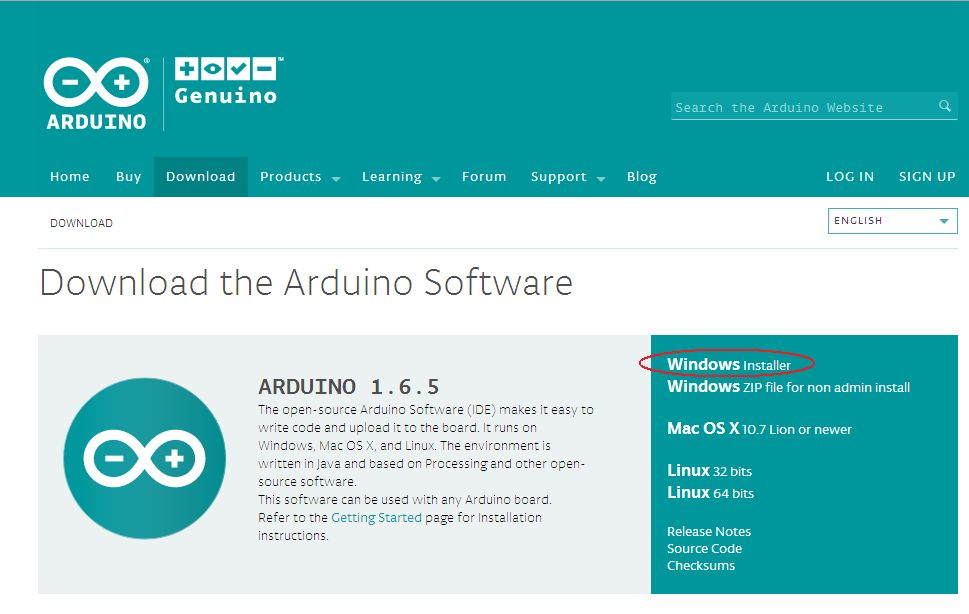 ARDUINO
Genuino
Search the Arduino Website
Home Buy Download Products Learning Forum Support Blog LOG IN SIGN UP
DOWNLOAD
ENGLISH
Download the Arduino Software
ARDUINO 1.6.5
The open-source Arduino Software (IDE) makes it easy to
write code and upload it to the board. It runs on
Windows, Mac OS X, and Linux. The environment is
written in Java and based on Processing and other open-
source software.
This software can be used with any Arduino board.
Refer to the Getting Started page for Installation
instructions.
Windows Installer
Windows ZIP file for non admin install
Mac OS X 10.7 Lion or newer
Linux 32 bits
Linux 64 bits
Release Notes
Source Code
Checksums